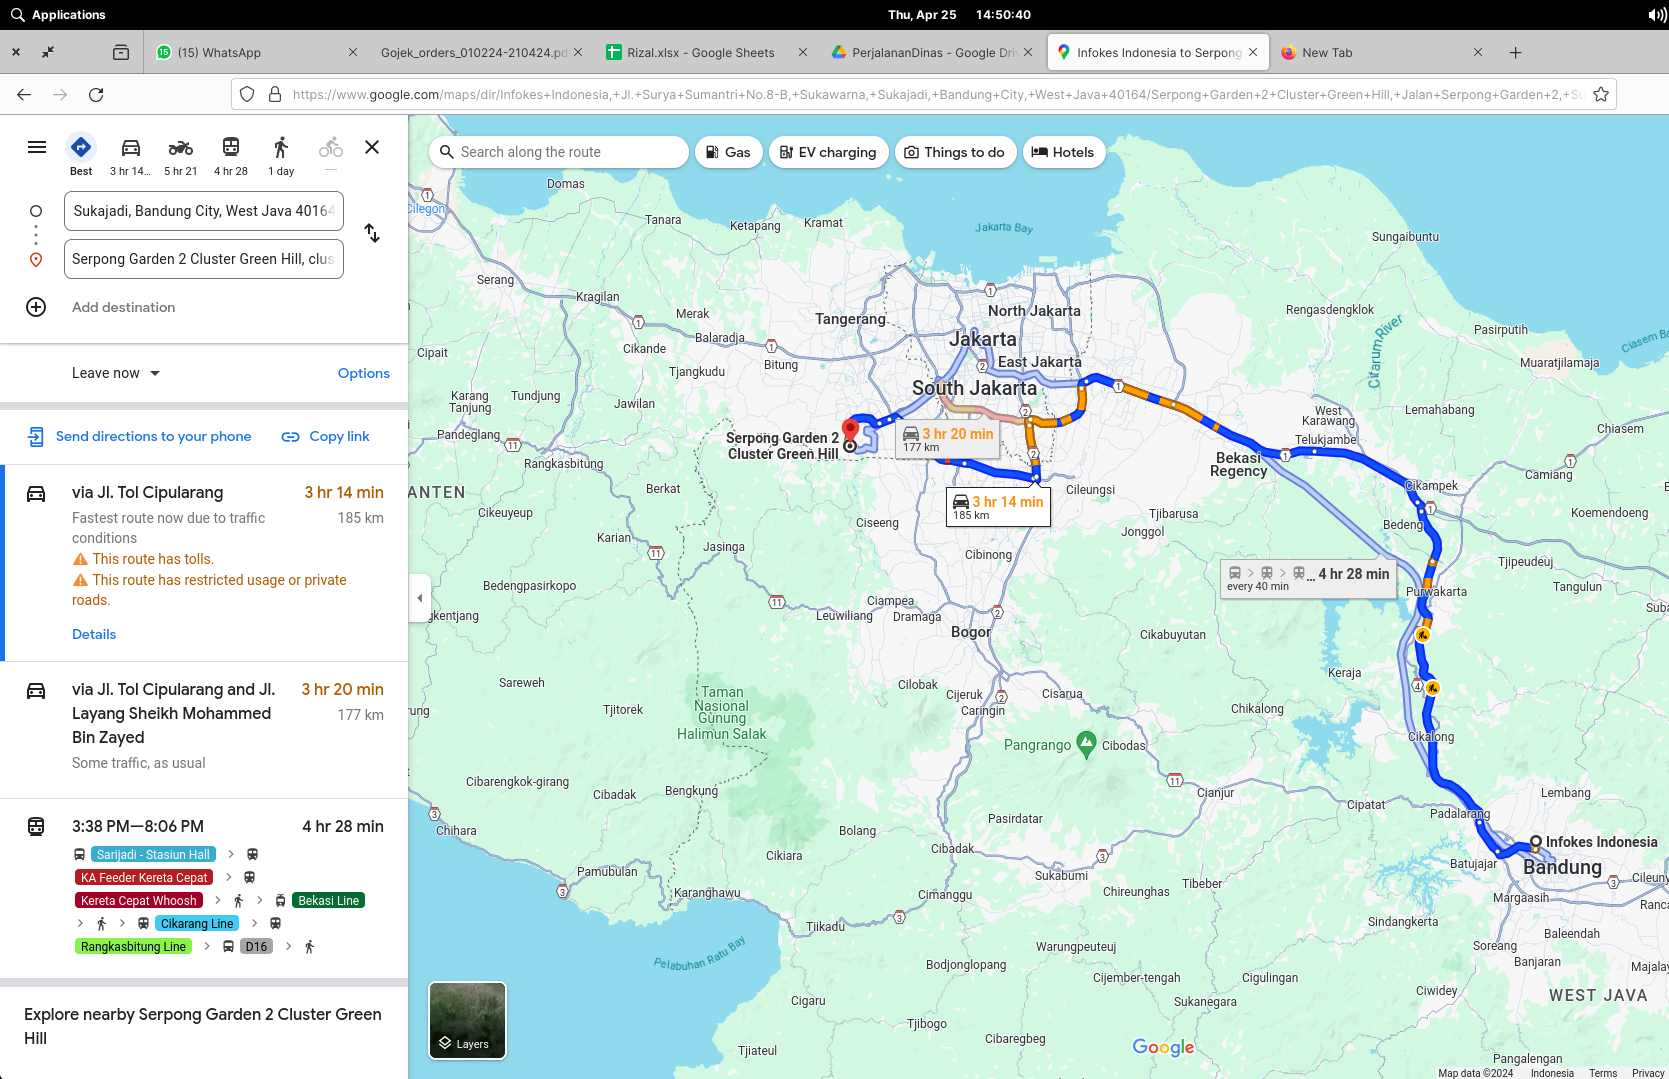 Applications
Thu, Apr 25 14:50:40
(15) WhatsApp
Gojek_orders_010224-210424.pd
Rizal.xlsx - Google Sheets
PerjalananDinas - Google Driv
Infokes Indonesia to Serpong
New Tab
https://www.google.com/maps/dir/Infokes+Indonesia,+Jl.+Surya+Sumantri+No.8-B,+Sukawarna,+Sukajadi,+Bandung+City,+West+Java+40164/Serpong+Garden+2+Cluster+Green+Hill,+Jalan+Serpong+Garden+2,+Su
Best
3 hr 14...
5 hr 21
4 hr 28
1 day
Sukajadi, Bandung City, West Java 40164
Serpong Garden 2 Cluster Green Hill, clus
Add destination
Leave now
Options
Send directions to your phone
Copy link
via Jl. Tol Cipularang
3 hr 14 min
Fastest route now due to traffic
conditions
185 km
This route has tolls.
This route has restricted usage or private
roads.
Details
via Jl. Tol Cipularang and Jl.
Layang Sheikh Mohammed
Bin Zayed
3 hr 20 min
177 km
Some traffic, as usual
3:38 PM—8:06 PM
4 hr 28 min
Sarijadi - Stasiun Hall
KA Feeder Kereta Cepat
Kereta Cepat Whoosh
Bekasi Line
Cikarang Line
Rangkasbitung Line
D16
Explore nearby Serpong Garden 2 Cluster Green
Hill
Search along the route
Gas
EV charging
Things to do
Hotels
Domas
Cilegon
Tanara
Ketapang
Kramat
Jakarta Bay
Sungaibuntu
Serang
Kragilan
Merak
Tangerang
North Jakarta
Rengasdengklok
Citarum River
Pasirputih
Ciasem Ba
Cipait
Cikande
Balaradja
Jakarta
East Jakarta
Muaratjilamaja
Bitung
Tjangkudu
South Jakarta
Karang
Tanjung
Tundjung
Jawilan
West
Karawang
Lemahabang
Pandeglang
Serpong Garden 2
Cluster Green Hill
3 hr 20 min
177 km
Telukjambe
Chiasem
Rangkasbitung
Bekasi
Regency
Camiang
ANTEN
Berkat
3 hr 14 min
185 km
Cileungsi
Cikampek
Cikeuyeup
Ciseeng
Tjibarusa
Bedeng
Koemendoeng
Karian
Jasinga
Cibinong
Jonggol
Tjipeudeuj
Bedengpasirkopo
4 hr 28 min
every 40 min
Purwakarta
Tangulun
gkentjang
Leuwiliang
Ciampea
Dramaga
Bogor
Cikabuyutan
Suba
Sareweh
Cilobak
Cijeruk
Cisarua
Keraja
Taman
Nasional
Gunung
Halimun Salak
rung
Tjitorek
Caringin
Chikalong
Pangrango
Cibodas
Cikalong
Cibarengkok-girang
Cibadak
Bengkung
Cianjur
Cipatat
Lembang
Padalarang
Chihara
Bolang
Pasirdatar
Infokes Indonesia
Bandung
Cikiara
Cibadak
Batujajar
Pamubulan
Sukabumi
Tibeber
Cileuny
Karanghawu
Cimanggu
Chireunghas
Margaasih
Ranca
Tjikadu
Sindangkerta
Baleendah
Pelabuhan Ratu Bay
Warungpeuteuj
Soreang
Bodjonglopang
Cijember-tengah
Cigulingan
Banjaran
Majalay
Cigaru
Sukanegara
Ciwidey
WEST JAVA
Tjibogo
Tjiateul
Cibaregbeg
Pangalengan
Layers
Google
Map data ©2024
Indonesia
Terms
Privacy